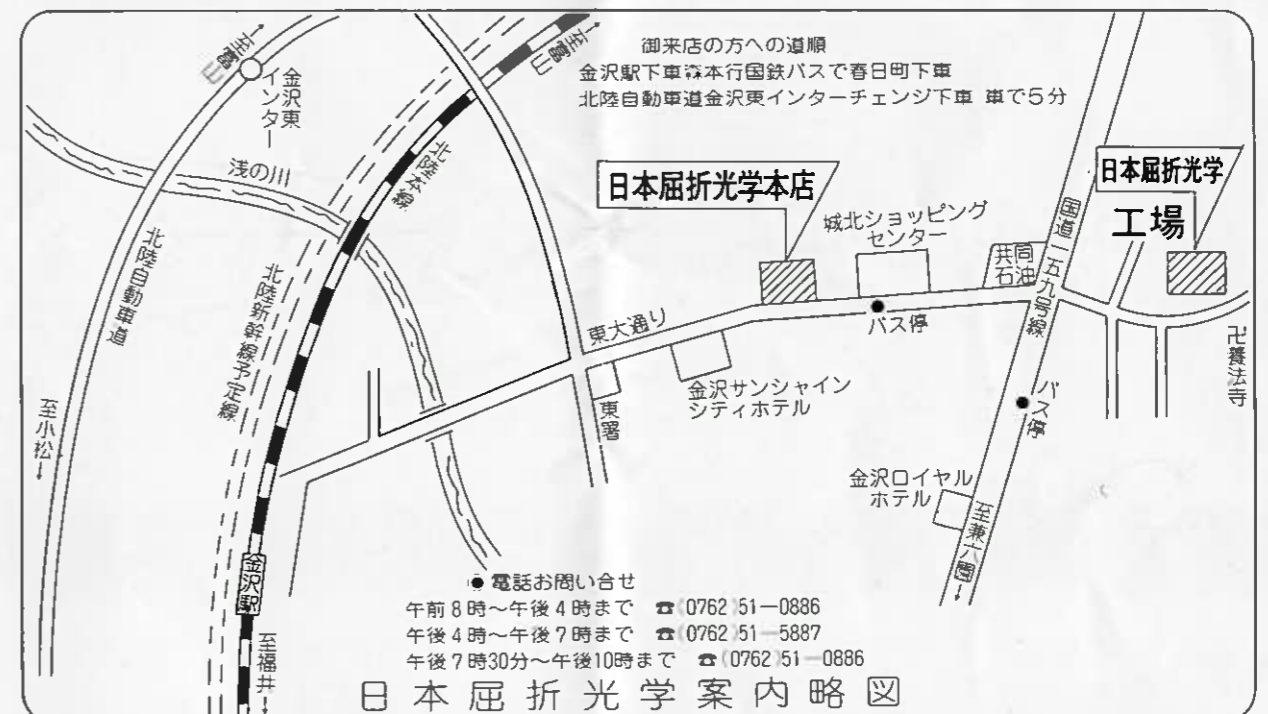 御来店の方への道順
金沢駅下車森本行国鉄バスで春日町下車
北陸自動車道金沢東インターチェンジ下車 車で5分
至富山
金沢東
インター
至富山
浅の川
北陸本線
北陸自動車道
北陸新幹線予定線
至小松
日本屈折光学本店
城北ショッピング
センター
共同
石油
国道一五九号線
日本屈折光学
工場
卍養法寺
東大通り
バス停
金沢サンシャイン
シティホテル
東署
バス停
金沢ロイヤル
ホテル
至兼六園
金沢駅
至福井
●電話お問い合せ
午前8時〜午後4時まで ☎(0762)51—0886
午後4時〜午後7時まで ☎(0762)51—5887
午後7時30分〜午後10時まで ☎(0762)51—0886
日本屈折光学案内略図